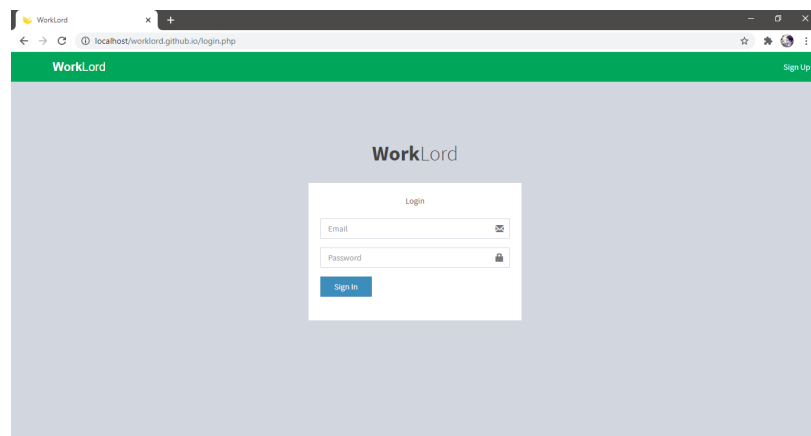 WorkLord
localhost/worklord.github.io/login.php
WorkLord
Sign Up
WorkLord
Login
Email
Password
Sign In